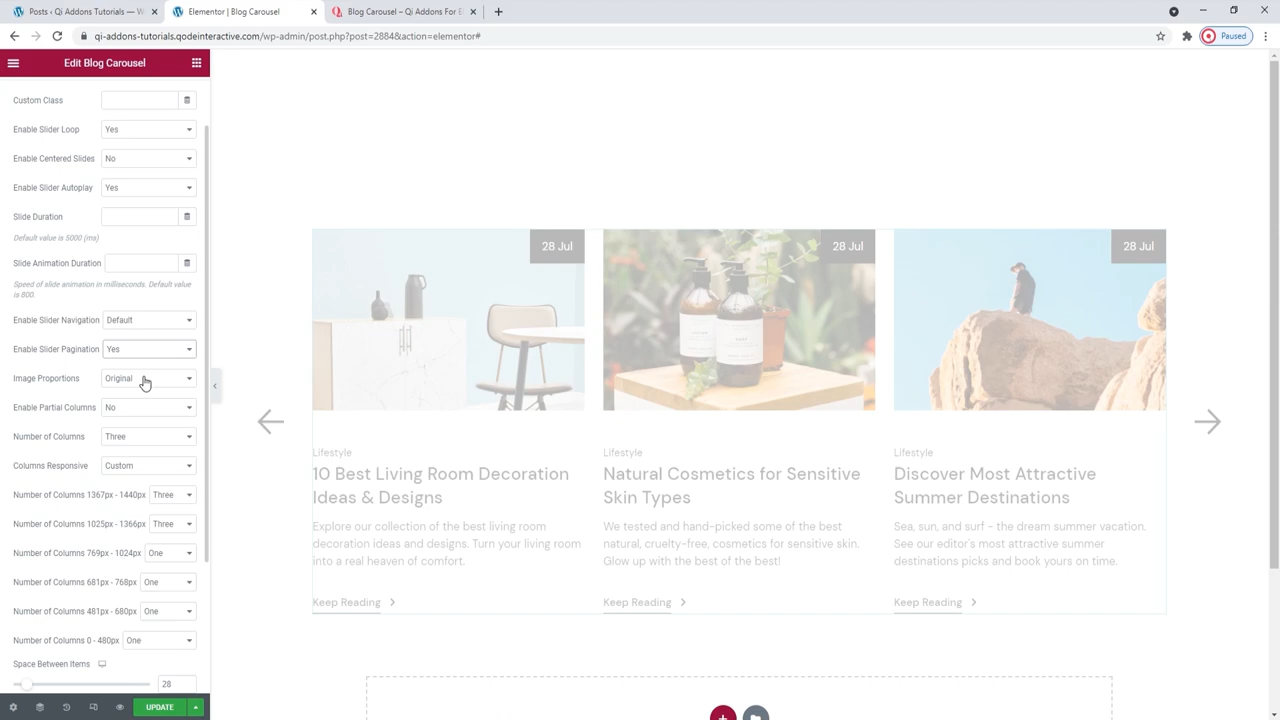 Posts ‹ Qi Addons Tutorials — W
Elementor | Blog Carousel
Blog Carousel – Qi Addons For E
qi-addons-tutorials.qodeinteractive.com/wp-admin/post.php?post=2884&action=elementor#
Paused
Edit Blog Carousel
Custom Class
Enable Slider Loop Yes
Enable Centered Slides No
Enable Slider Autoplay Yes
Slide Duration
Default value is 5000 (ms)
Slide Animation Duration
Speed of slide animation in milliseconds. Default value
is 800.
Enable Slider Navigation Default
Enable Slider Pagination Yes
Image Proportions Original
Enable Partial Columns No
Number of Columns Three
Columns Responsive Custom
Number of Columns 1367px - 1440px Three
Number of Columns 1025px - 1366px Three
Number of Columns 769px - 1024px One
Number of Columns 681px - 768px One
Number of Columns 481px - 680px One
Number of Columns 0 - 480px One
Space Between Items
28
UPDATE
28 Jul
Lifestyle
10 Best Living Room Decoration
Ideas & Designs
Explore our collection of the best living room
decoration ideas and designs. Turn your living room
into a real heaven of comfort.
Keep Reading
28 Jul
Lifestyle
Natural Cosmetics for Sensitive
Skin Types
We tested and hand-picked some of the best
natural, cruelty-free, cosmetics for sensitive skin.
Glow up with the best of the best!
Keep Reading
28 Jul
Lifestyle
Discover Most Attractive
Summer Destinations
Sea, sun, and surf – the dream summer vacation.
See our editor's most attractive summer
destinations picks and book yours on time.
Keep Reading